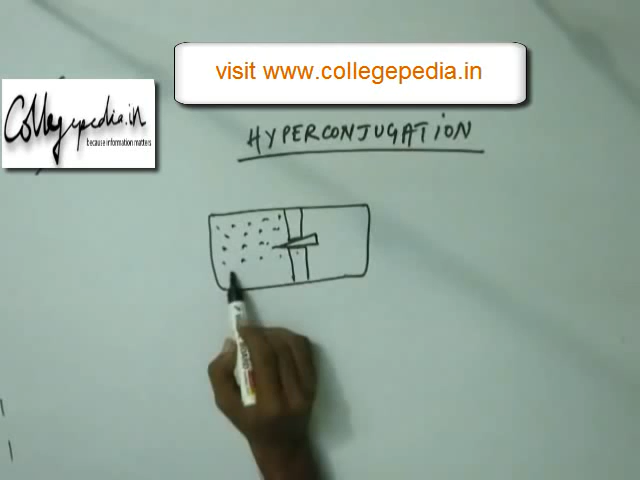 visit www.collegepedia.in
Collegepedia.in
because information matters
HYPERCONJUGATION